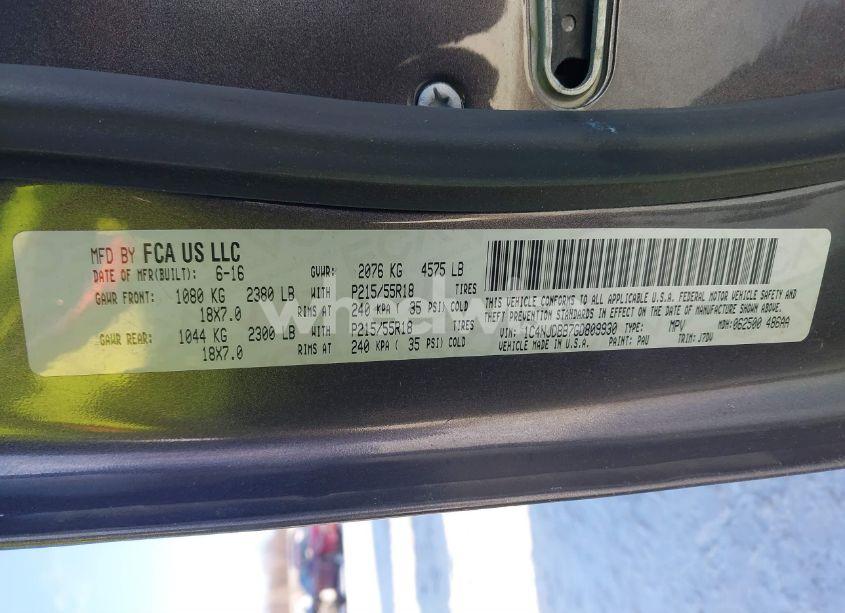 MFD BY FCA US LLC
DATE OF MFR(BUILT): 6-16 GVWR: 2076 KG 4575 LB
GAWR FRONT: 1080 KG 2380 LB WITH P215/55R18 TIRES
18X7.0 RIMS AT 240 KPA ( 35 PSI) COLD
GAWR REAR: 1044 KG 2300 LB WITH P215/55R18 TIRES
18X7.0 RIMS AT 240 KPA ( 35 PSI) COLD
THIS VEHICLE CONFORMS TO ALL APPLICABLE U.S.A. FEDERAL MOTOR VEHICLE SAFETY AND
THEFT PREVENTION STANDARDS IN EFFECT ON THE DATE OF MANUFACTURE SHOWN ABOVE.
VIN: 1C4NJDBB7GD809930 TYPE: MPV MDH: 062500 486AA
VEHICLE MADE IN U.S.A. PAINT: PAU TRIM: J7DV